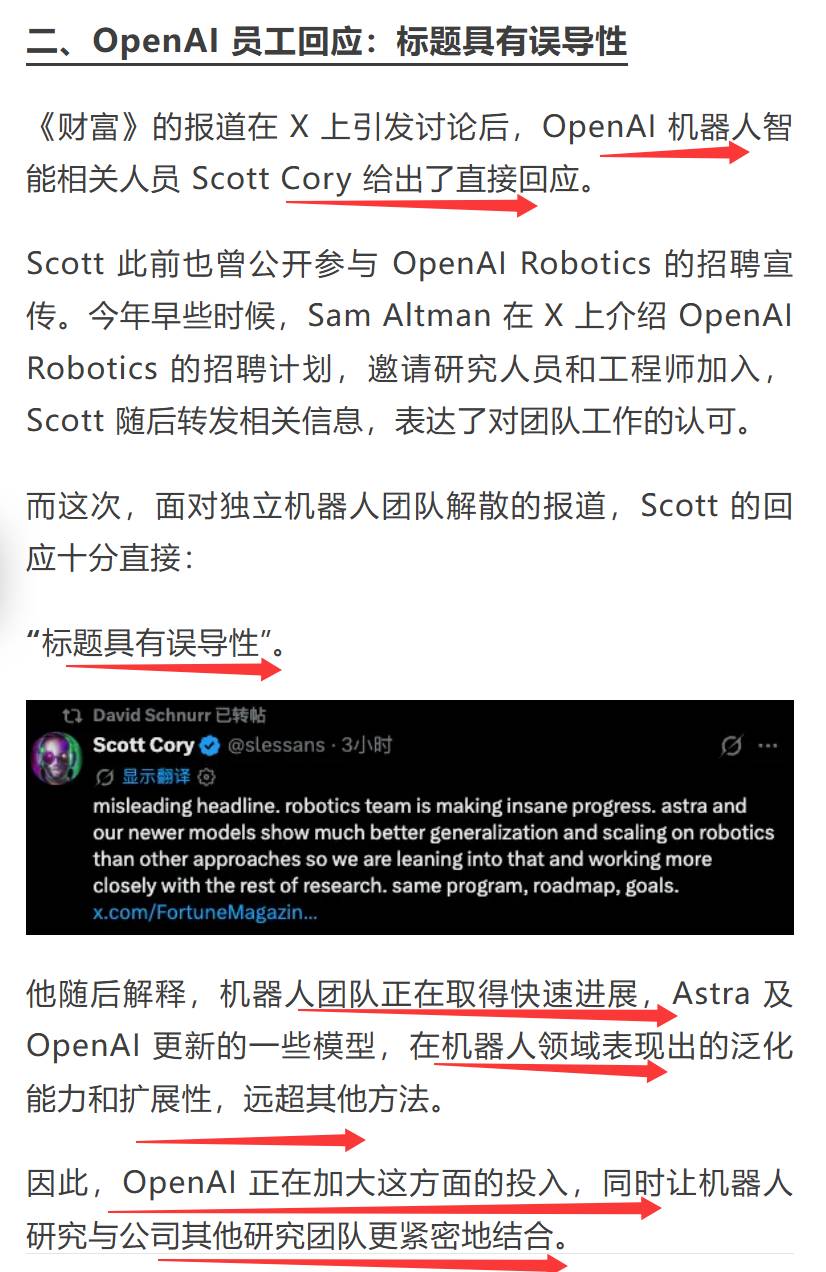 二、OpenAI 员工回应：标题具有误导性
《财富》的报道在 X 上引发讨论后，OpenAI 机器人智
能相关人员 Scott Cory 给出了直接回应。
Scott 此前也曾公开参与 OpenAI Robotics 的招聘宣
传。今年早些时候，Sam Altman 在 X 上介绍 OpenAI
Robotics 的招聘计划，邀请研究人员和工程师加入，
Scott 随后转发相关信息，表达了对团队工作的认可。
而这次，面对独立机器人团队解散的报道，Scott 的回
应十分直接：
“标题具有误导性”。
David Schnurr 已转帖
Scott Cory @slessans · 3小时
显示翻译
misleading headline. robotics team is making insane progress. astra and
our newer models show much better generalization and scaling on robotics
than other approaches so we are leaning into that and working more
closely with the rest of research. same program, roadmap, goals.
x.com/FortuneMagazin...
他随后解释，机器人团队正在取得快速进展，Astra 及
OpenAI 更新的一些模型，在机器人领域表现出的泛化
能力和扩展性，远超其他方法。
因此，OpenAI 正在加大这方面的投入，同时让机器人
研究与公司其他研究团队更紧密地结合。